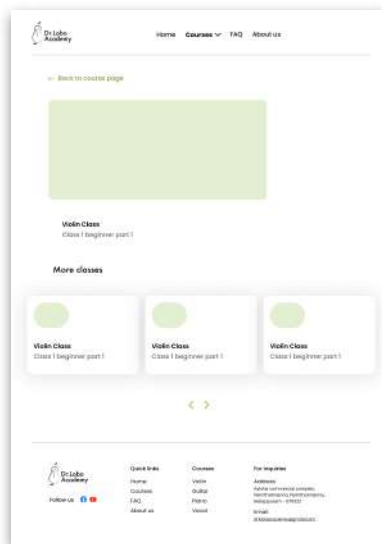 Dr Lobo
Academy
Home Courses FAQ About us
← Back to course page
Violin Class
Class 1 beginner part 1
More classes
Violin Class
Class 1 beginner part 1
Violin Class
Class 1 beginner part 1
Violin Class
Class 1 beginner part 1
Dr Lobo
Academy
Follow us
Quick links
Home
Courses
FAQ
About us
Courses
Violin
Guitar
Piano
Vocal
For inquiries
Address
Email